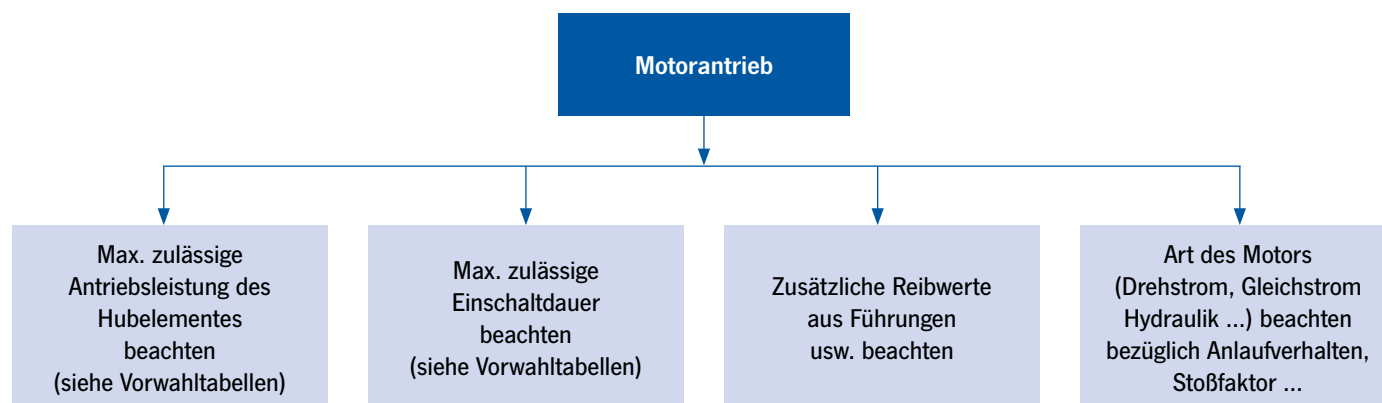 Motorantrieb
Max. zulässige
Antriebsleistung des
Hubelementes
beachten
(siehe Vorwahltabellen)
Max. zulässige
Einschaltdauer
beachten
(siehe Vorwahltabellen)
Zusätzliche Reibwerte
aus Führungen
usw. beachten
Art des Motors
(Drehstrom, Gleichstrom
Hydraulik ...) beachten
bezüglich Anlaufverhalten,
Stoßfaktor ...